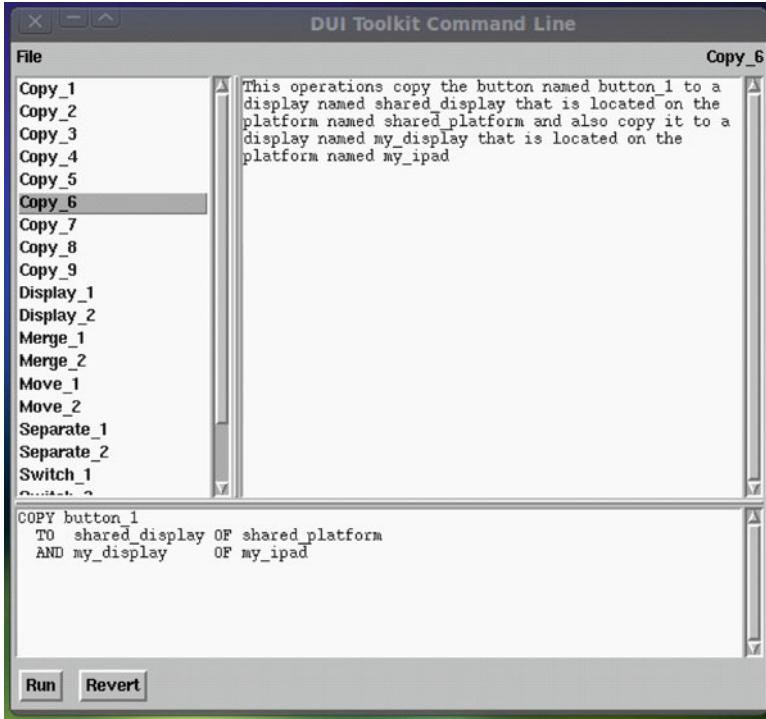 DUI Toolkit Command Line
File
Copy_6
Copy_1
Copy_2
Copy_3
Copy_4
Copy_5
Copy_6
Copy_7
Copy_8
Copy_9
Display_1
Display_2
Merge_1
Merge_2
Move_1
Move_2
Separate_1
Separate_2
Switch_1
This operations copy the button named button_1 to a
display named shared_display that is located on the
platform named shared_platform and also copy it to a
display named my_display that is located on the
platform named my_ipad
COPY button_1
TO shared_display OF shared_platform
AND my_display OF my_ipad
Run
Revert